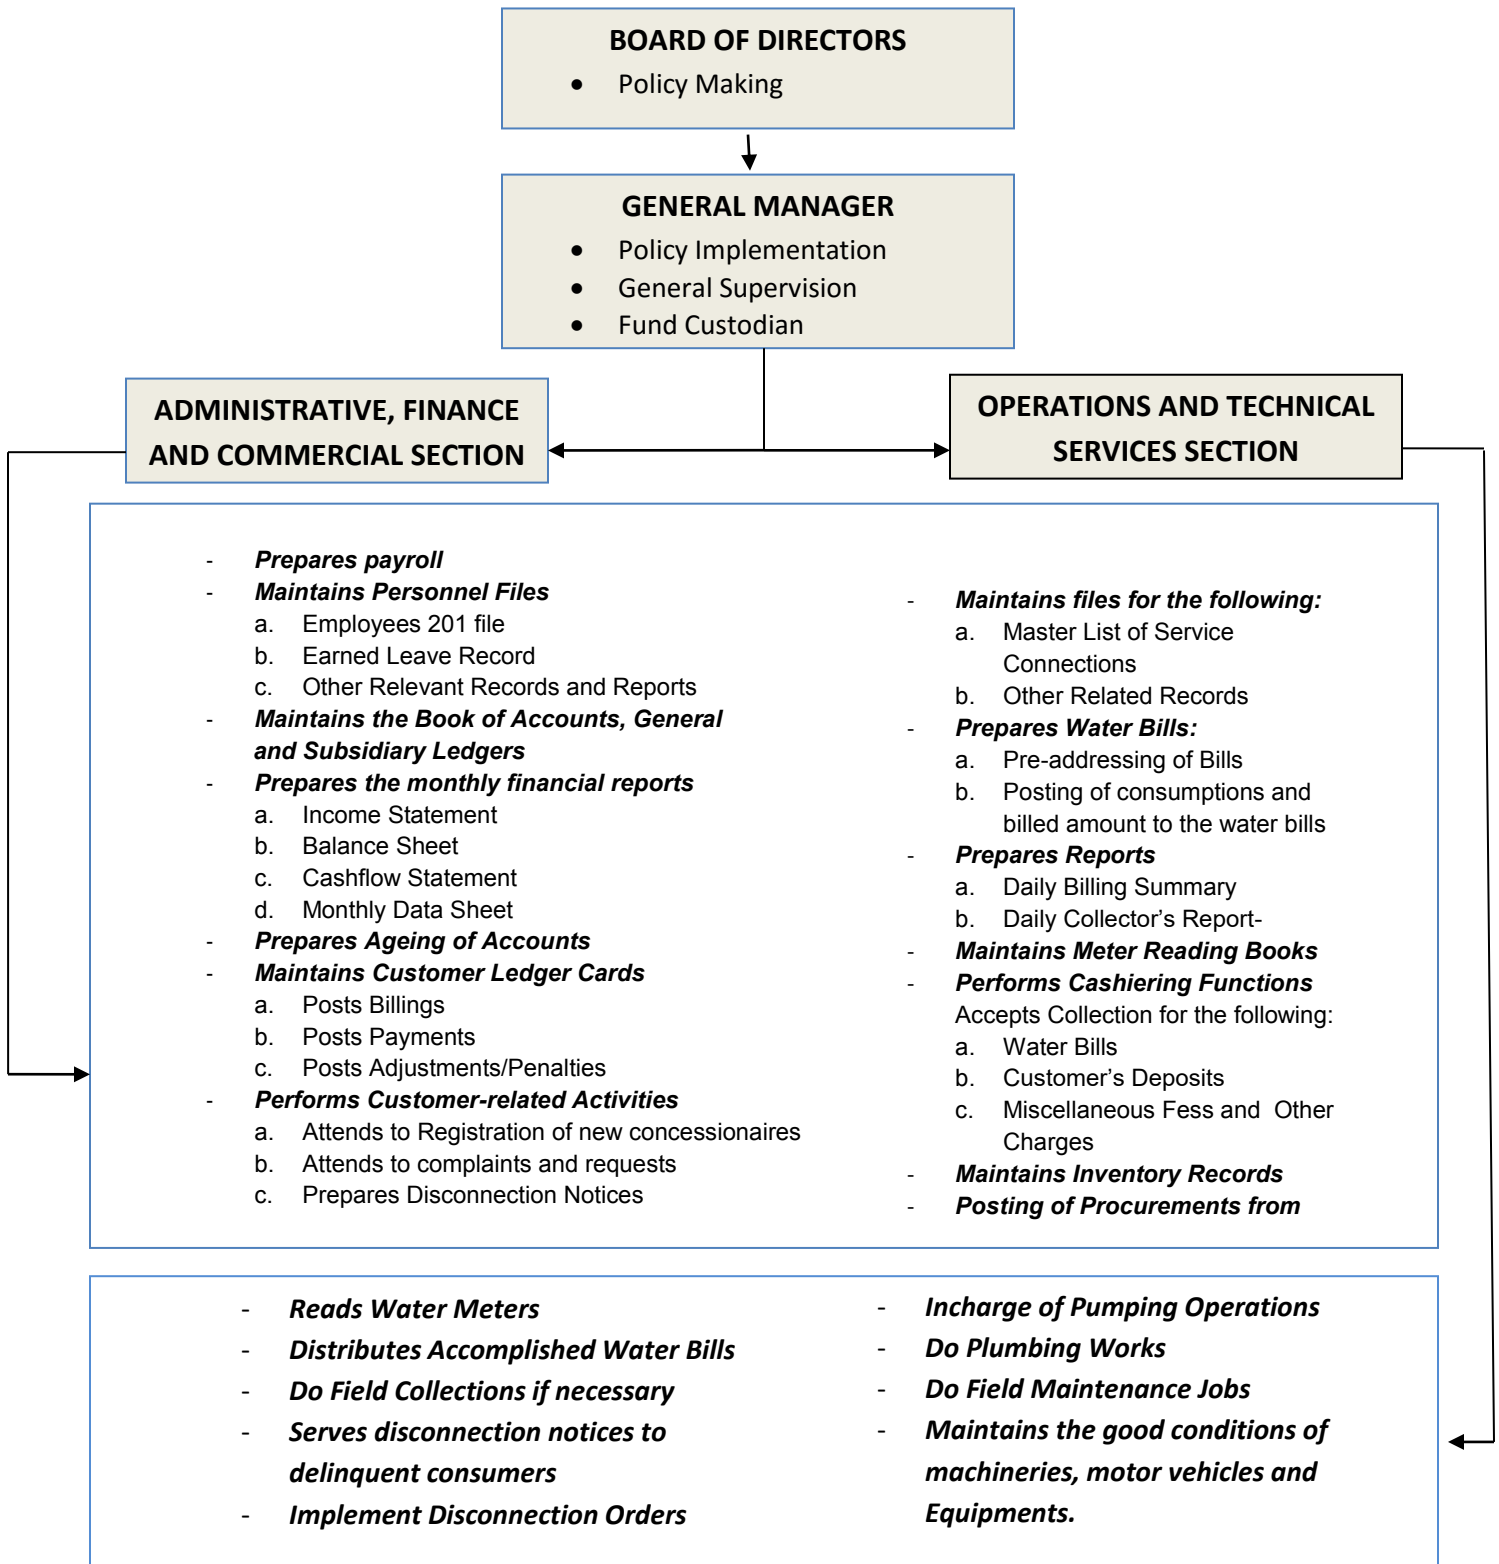 BOARD OF DIRECTORS
• Policy Making
GENERAL MANAGER
• Policy Implementation
• General Supervision
• Fund Custodian
ADMINISTRATIVE, FINANCE
AND COMMERCIAL SECTION
OPERATIONS AND TECHNICAL
SERVICES SECTION
- Prepares payroll
- Maintains Personnel Files
a. Employees 201 file
b. Earned Leave Record
c. Other Relevant Records and Reports
- Maintains the Book of Accounts, General
and Subsidiary Ledgers
- Prepares the monthly financial reports
a. Income Statement
b. Balance Sheet
c. Cashflow Statement
d. Monthly Data Sheet
- Prepares Ageing of Accounts
- Maintains Customer Ledger Cards
a. Posts Billings
b. Posts Payments
c. Posts Adjustments/Penalties
- Performs Customer-related Activities
a. Attends to Registration of new concessionaires
b. Attends to complaints and requests
c. Prepares Disconnection Notices
- Maintains files for the following:
a. Master List of Service
Connections
b. Other Related Records
- Prepares Water Bills:
a. Pre-addressing of Bills
b. Posting of consumptions and
billed amount to the water bills
- Prepares Reports
a. Daily Billing Summary
b. Daily Collector’s Report-
- Maintains Meter Reading Books
- Performs Cashiering Functions
Accepts Collection for the following:
a. Water Bills
b. Customer’s Deposits
c. Miscellaneous Fess and Other
Charges
- Maintains Inventory Records
- Posting of Procurements from
- Reads Water Meters
- Distributes Accomplished Water Bills
- Do Field Collections if necessary
- Serves disconnection notices to
delinquent consumers
- Implement Disconnection Orders
- Incharge of Pumping Operations
- Do Plumbing Works
- Do Field Maintenance Jobs
- Maintains the good conditions of
machineries, motor vehicles and
Equipments.